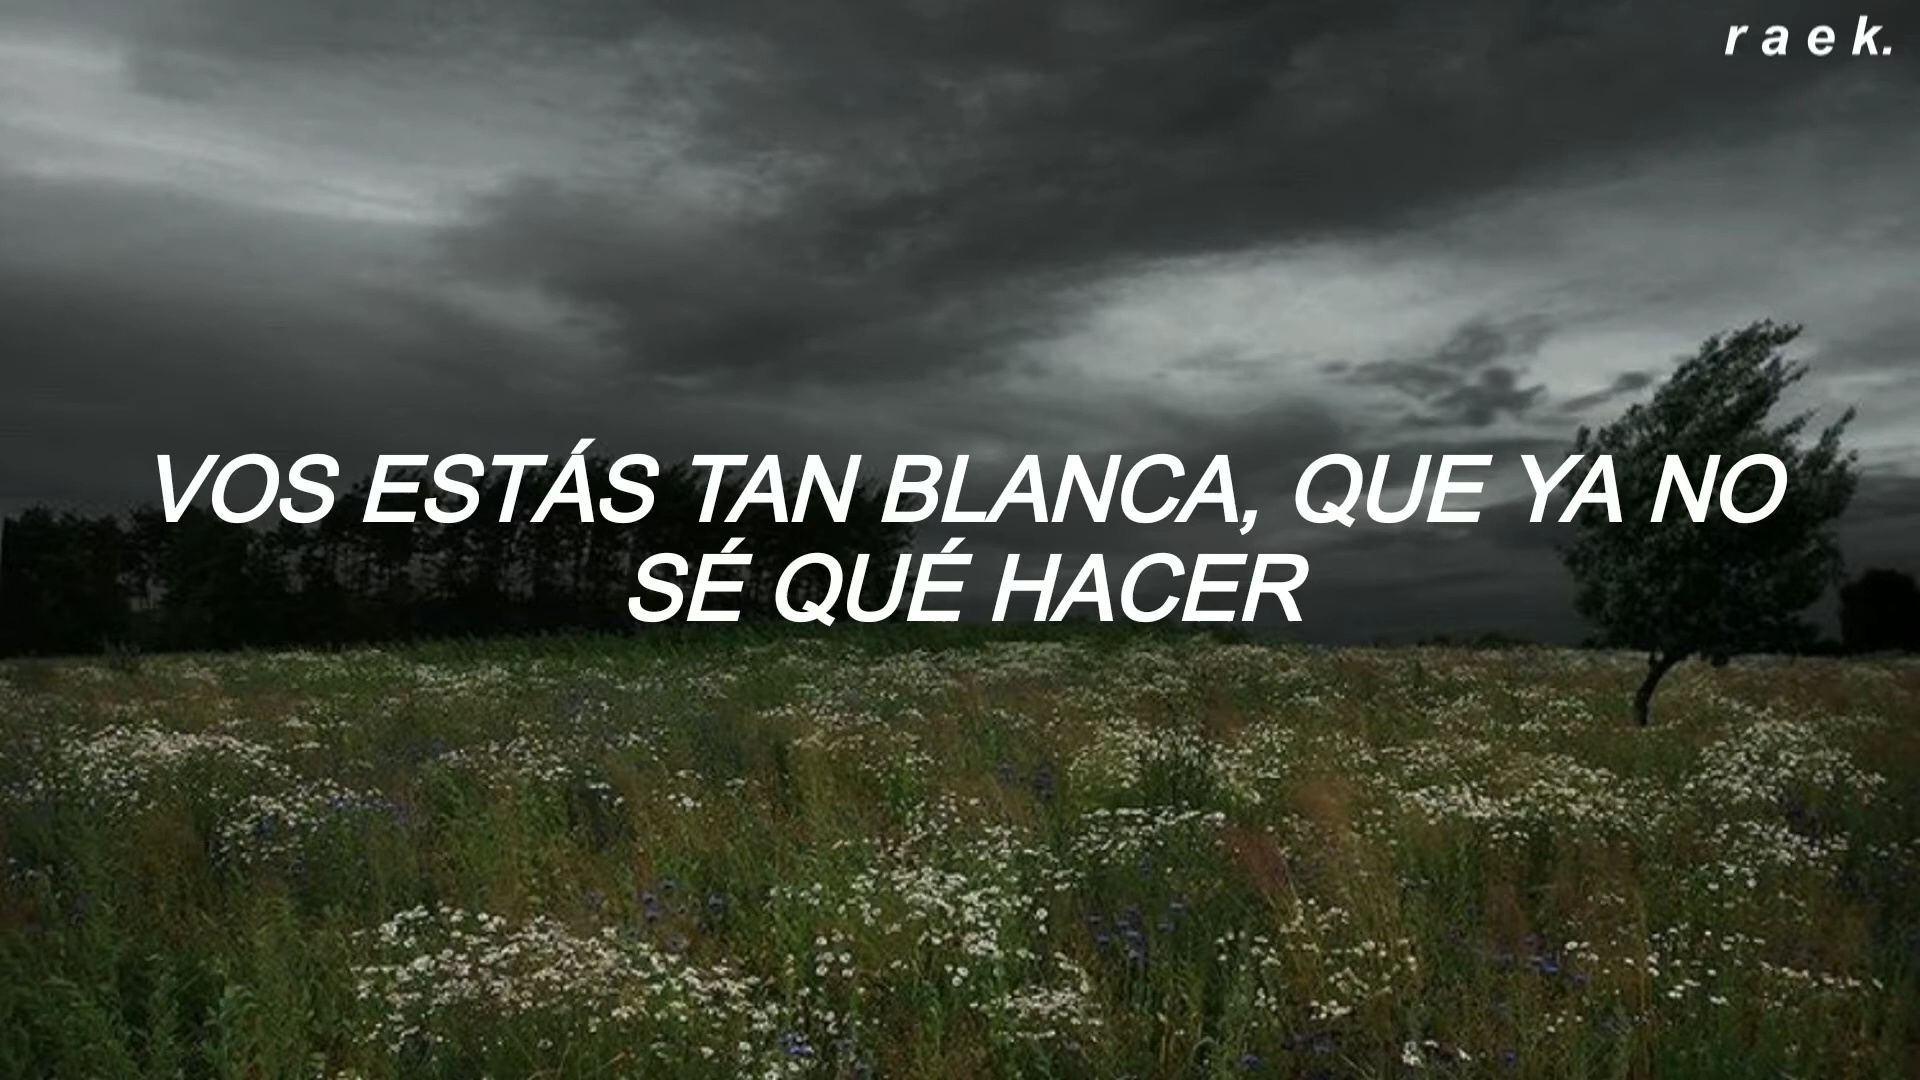 r a e k.
VOS ESTÁS TAN BLANCA, QUE YA NO
SÉ QUÉ HACER